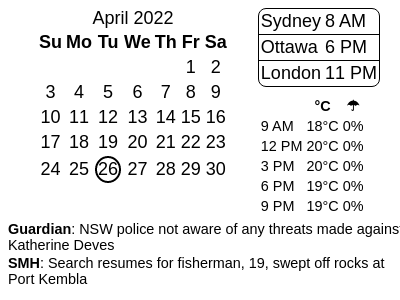 April 2022
Su Mo Tu We Th Fr Sa
1 2
3 4 5 6 7 8 9
10 11 12 13 14 15 16
17 18 19 20 21 22 23
24 25 26 27 28 29 30
Sydney 8 AM
Ottawa 6 PM
London 11 PM
°C ☂
9 AM 18°C 0%
12 PM 20°C 0%
3 PM 20°C 0%
6 PM 19°C 0%
9 PM 19°C 0%
Guardian: NSW police not aware of any threats made against
Katherine Deves
SMH: Search resumes for fisherman, 19, swept off rocks at
Port Kembla